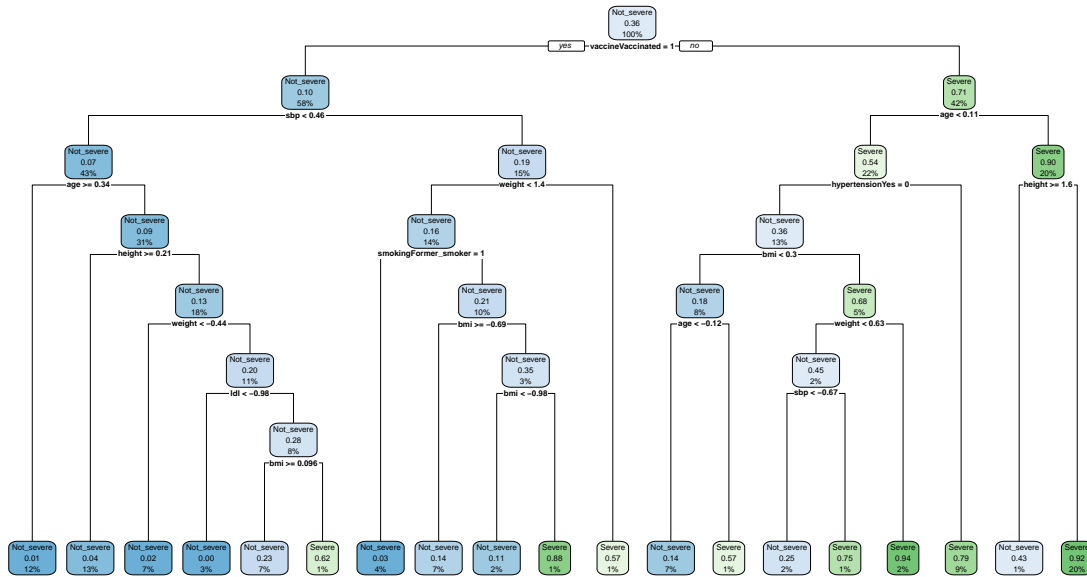 Not_severe
0.36
100%
yes
vaccineVaccinated = 1
no
Not_severe
0.10
58%
sbp < 0.46
Severe
0.71
42%
age < 0.11
Not_severe
0.07
43%
age >= 0.34
Not_severe
0.19
15%
weight < 1.4
Severe
0.54
22%
hypertensionYes = 0
Severe
0.90
20%
height >= 1.6
Not_severe
0.09
31%
height >= 0.21
Not_severe
0.16
14%
smokingFormer_smoker = 1
Not_severe
0.36
13%
bmi < 0.3
Not_severe
0.13
18%
weight < −0.44
Not_severe
0.21
10%
bmi >= −0.69
Not_severe
0.18
8%
age < −0.12
Severe
0.68
5%
weight < 0.63
Not_severe
0.20
11%
ldl < −0.98
Not_severe
0.35
3%
bmi < −0.98
Not_severe
0.45
2%
sbp < −0.67
Not_severe
0.28
8%
bmi >= 0.096
Not_severe
0.01
12%
Not_severe
0.04
13%
Not_severe
0.02
7%
Not_severe
0.00
3%
Not_severe
0.23
7%
Severe
0.62
1%
Not_severe
0.03
4%
Not_severe
0.14
7%
Not_severe
0.11
2%
Severe
0.88
1%
Severe
0.57
1%
Not_severe
0.14
7%
Severe
0.57
1%
Not_severe
0.25
2%
Severe
0.75
1%
Severe
0.94
2%
Severe
0.79
9%
Not_severe
0.43
1%
Severe
0.92
20%